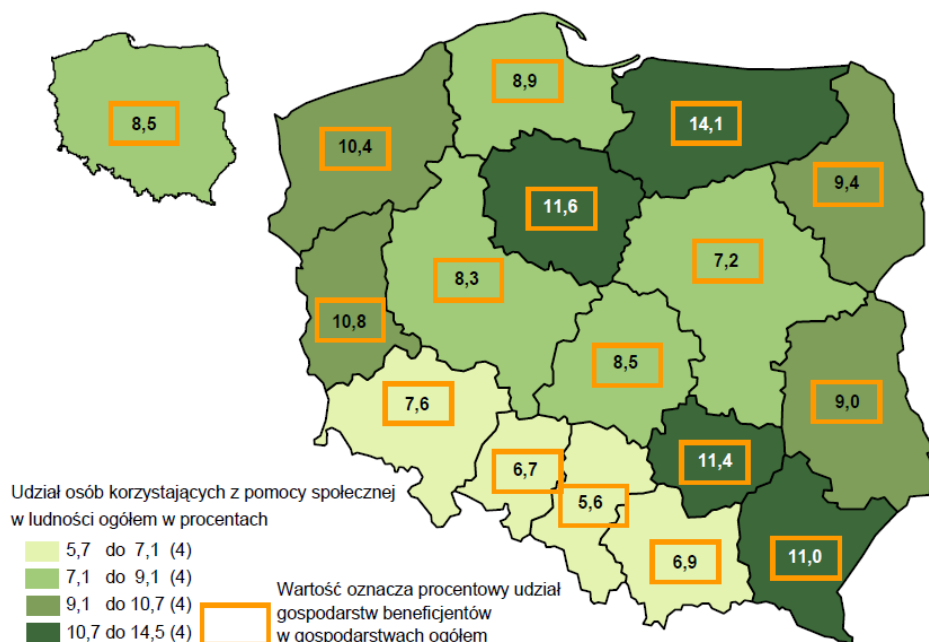 8,9
8,5
14,1
10,4
9,4
11,6
7,2
8,3
10,8
8,5
7,6
9,0
11,4
6,7
5,6
6,9
11,0
Udział osób korzystających z pomocy społecznej
w ludności ogółem w procentach
5,7 do 7,1 (4)
7,1 do 9,1 (4)
9,1 do 10,7 (4)
10,7 do 14,5 (4)
Wartość oznacza procentowy udział
gospodarstw beneficjentów
w gospodarstwach ogółem